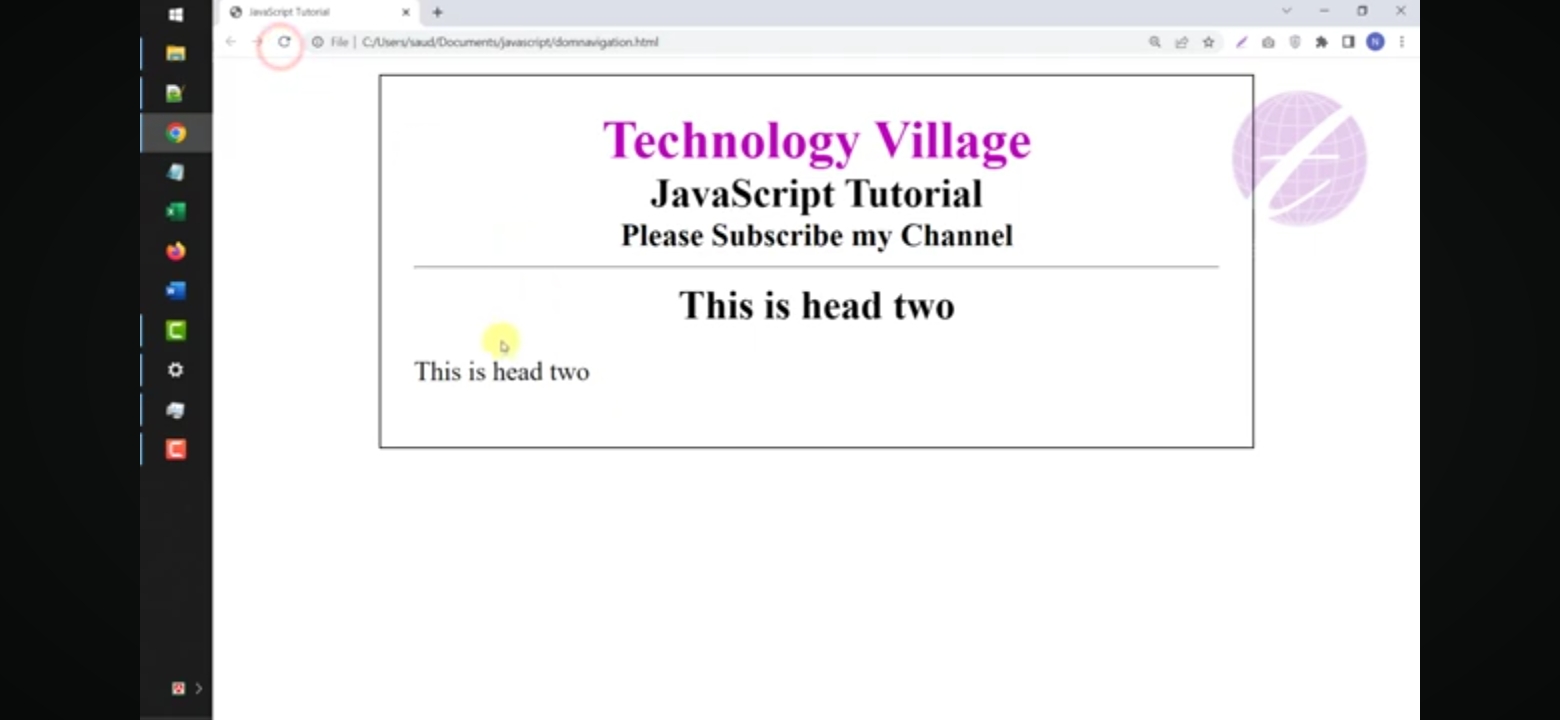 JavaScript Tutorial
File | C:/Users/saud/Documents/javascript/domnavigation.html
N
Technology Village
JavaScript Tutorial
Please Subscribe my Channel
This is head two
This is head two